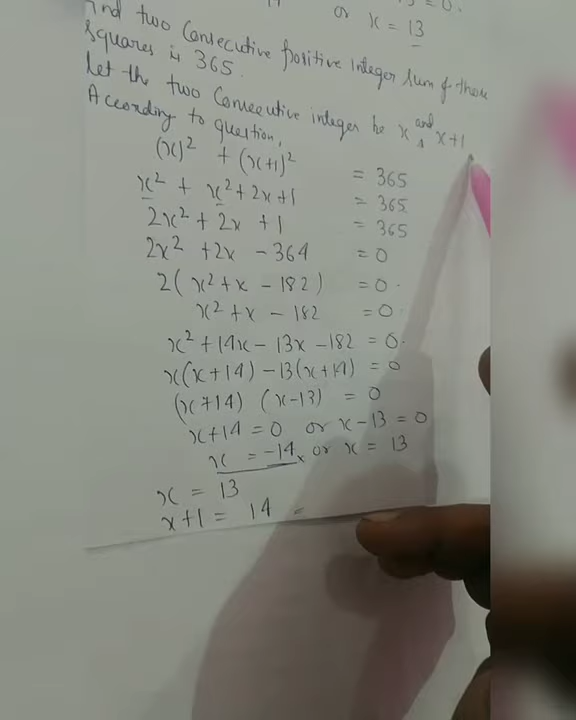 or x = 13
Find two Consecutive positive Integer Sum of these
squares is 365.
let the two Consecutive integer be x and x+1
According to question,
(x)² + (x+1)² = 365
x² + x²+2x+1 = 365
2x² + 2x + 1 = 365
2x² + 2x - 364 = 0
2(x² + x - 182) = 0
x² + x - 182 = 0
x² + 14x - 13x - 182 = 0
x(x+14) - 13(x+14) = 0
(x+14) (x-13) = 0
x+14 = 0 or x-13 = 0
x = -14 x or x = 13
x = 13
x+1 = 14 =